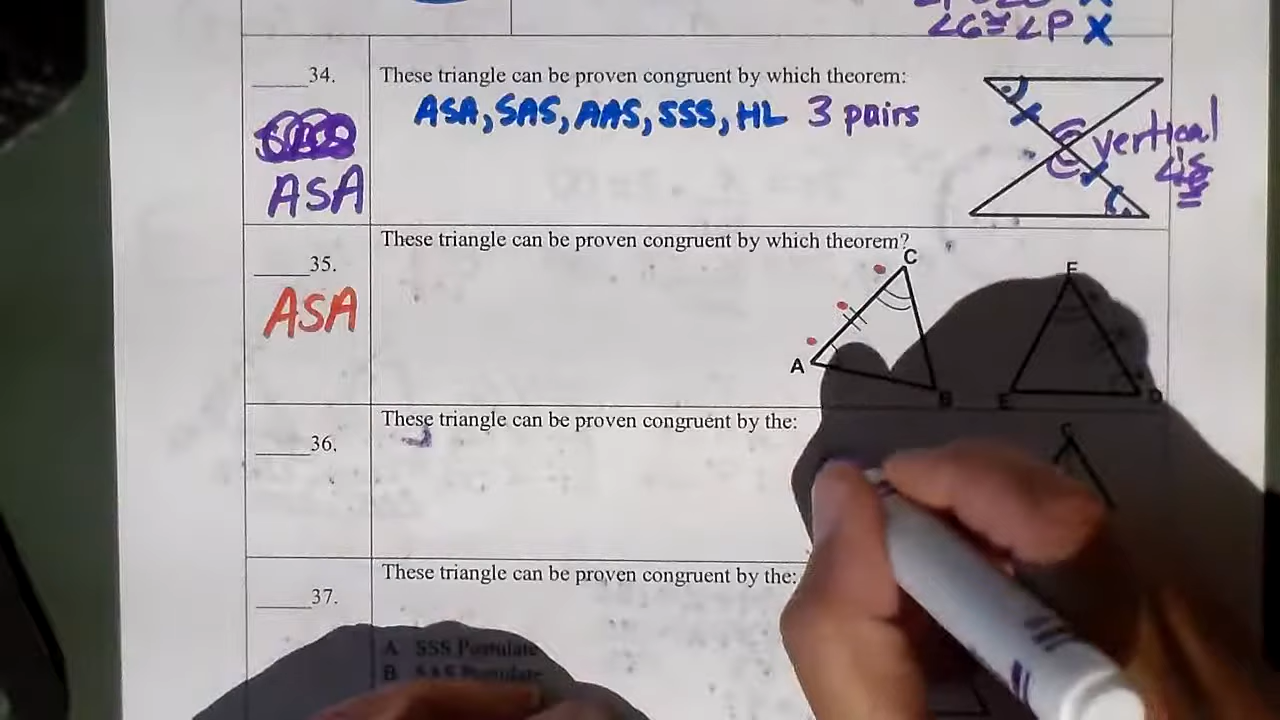 ∠G ≅ ∠P X
34. These triangle can be proven congruent by which theorem:
ASA, SAS, AAS, SSS, HL 3 pairs
vertical
∠'s
≅
ASA
35. These triangle can be proven congruent by which theorem?
ASA
C
A
B
F
E
D
36. These triangle can be proven congruent by the:
C
37. These triangle can be proven congruent by the:
A. SSS Postulate
B. SAS Postulate